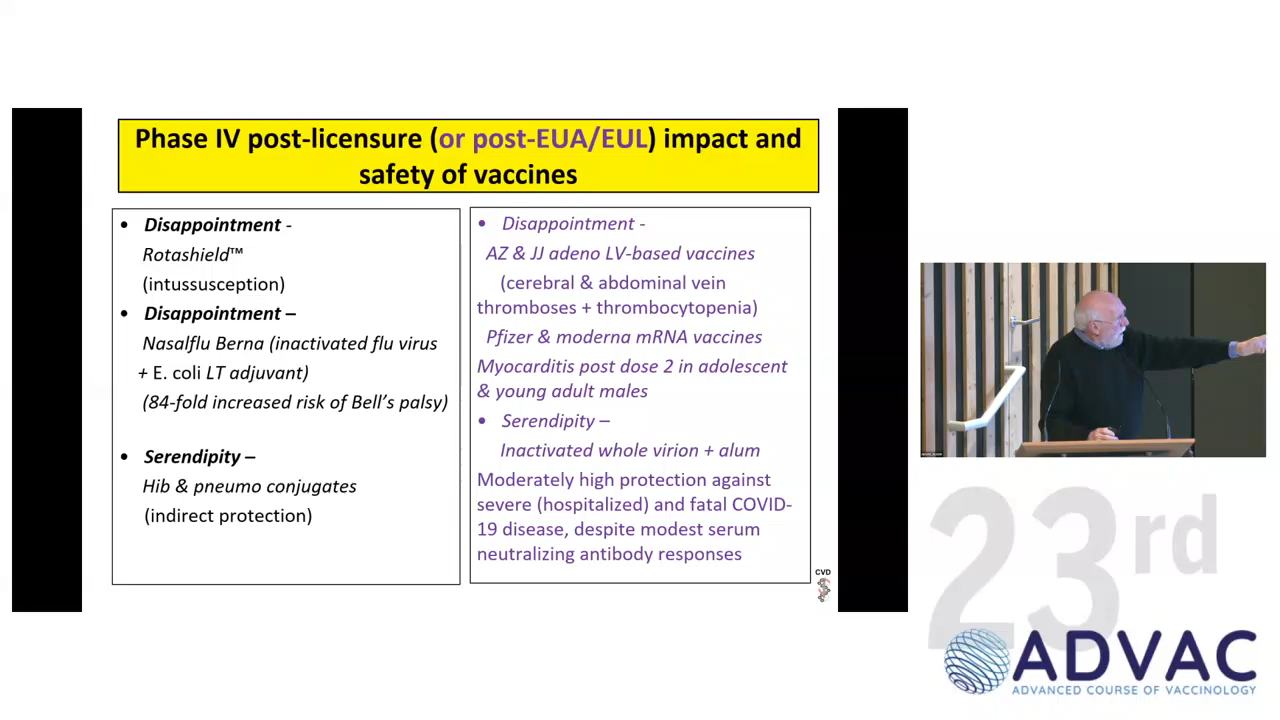 Phase IV post-licensure (or post-EUA/EUL) impact and
safety of vaccines
• Disappointment -
Rotashield™
(intussusception)
• Disappointment –
Nasalflu Berna (inactivated flu virus
+ E. coli LT adjuvant)
(84-fold increased risk of Bell's palsy)
• Serendipity –
Hib & pneumo conjugates
(indirect protection)
• Disappointment -
AZ & JJ adeno LV-based vaccines
(cerebral & abdominal vein
thromboses + thrombocytopenia)
Pfizer & moderna mRNA vaccines
Myocarditis post dose 2 in adolescent
& young adult males
• Serendipity –
Inactivated whole virion + alum
Moderately high protection against
severe (hospitalized) and fatal COVID-
19 disease, despite modest serum
neutralizing antibody responses
CVD
23rd
ADVAC
ADVANCED COURSE OF VACCINOLOGY